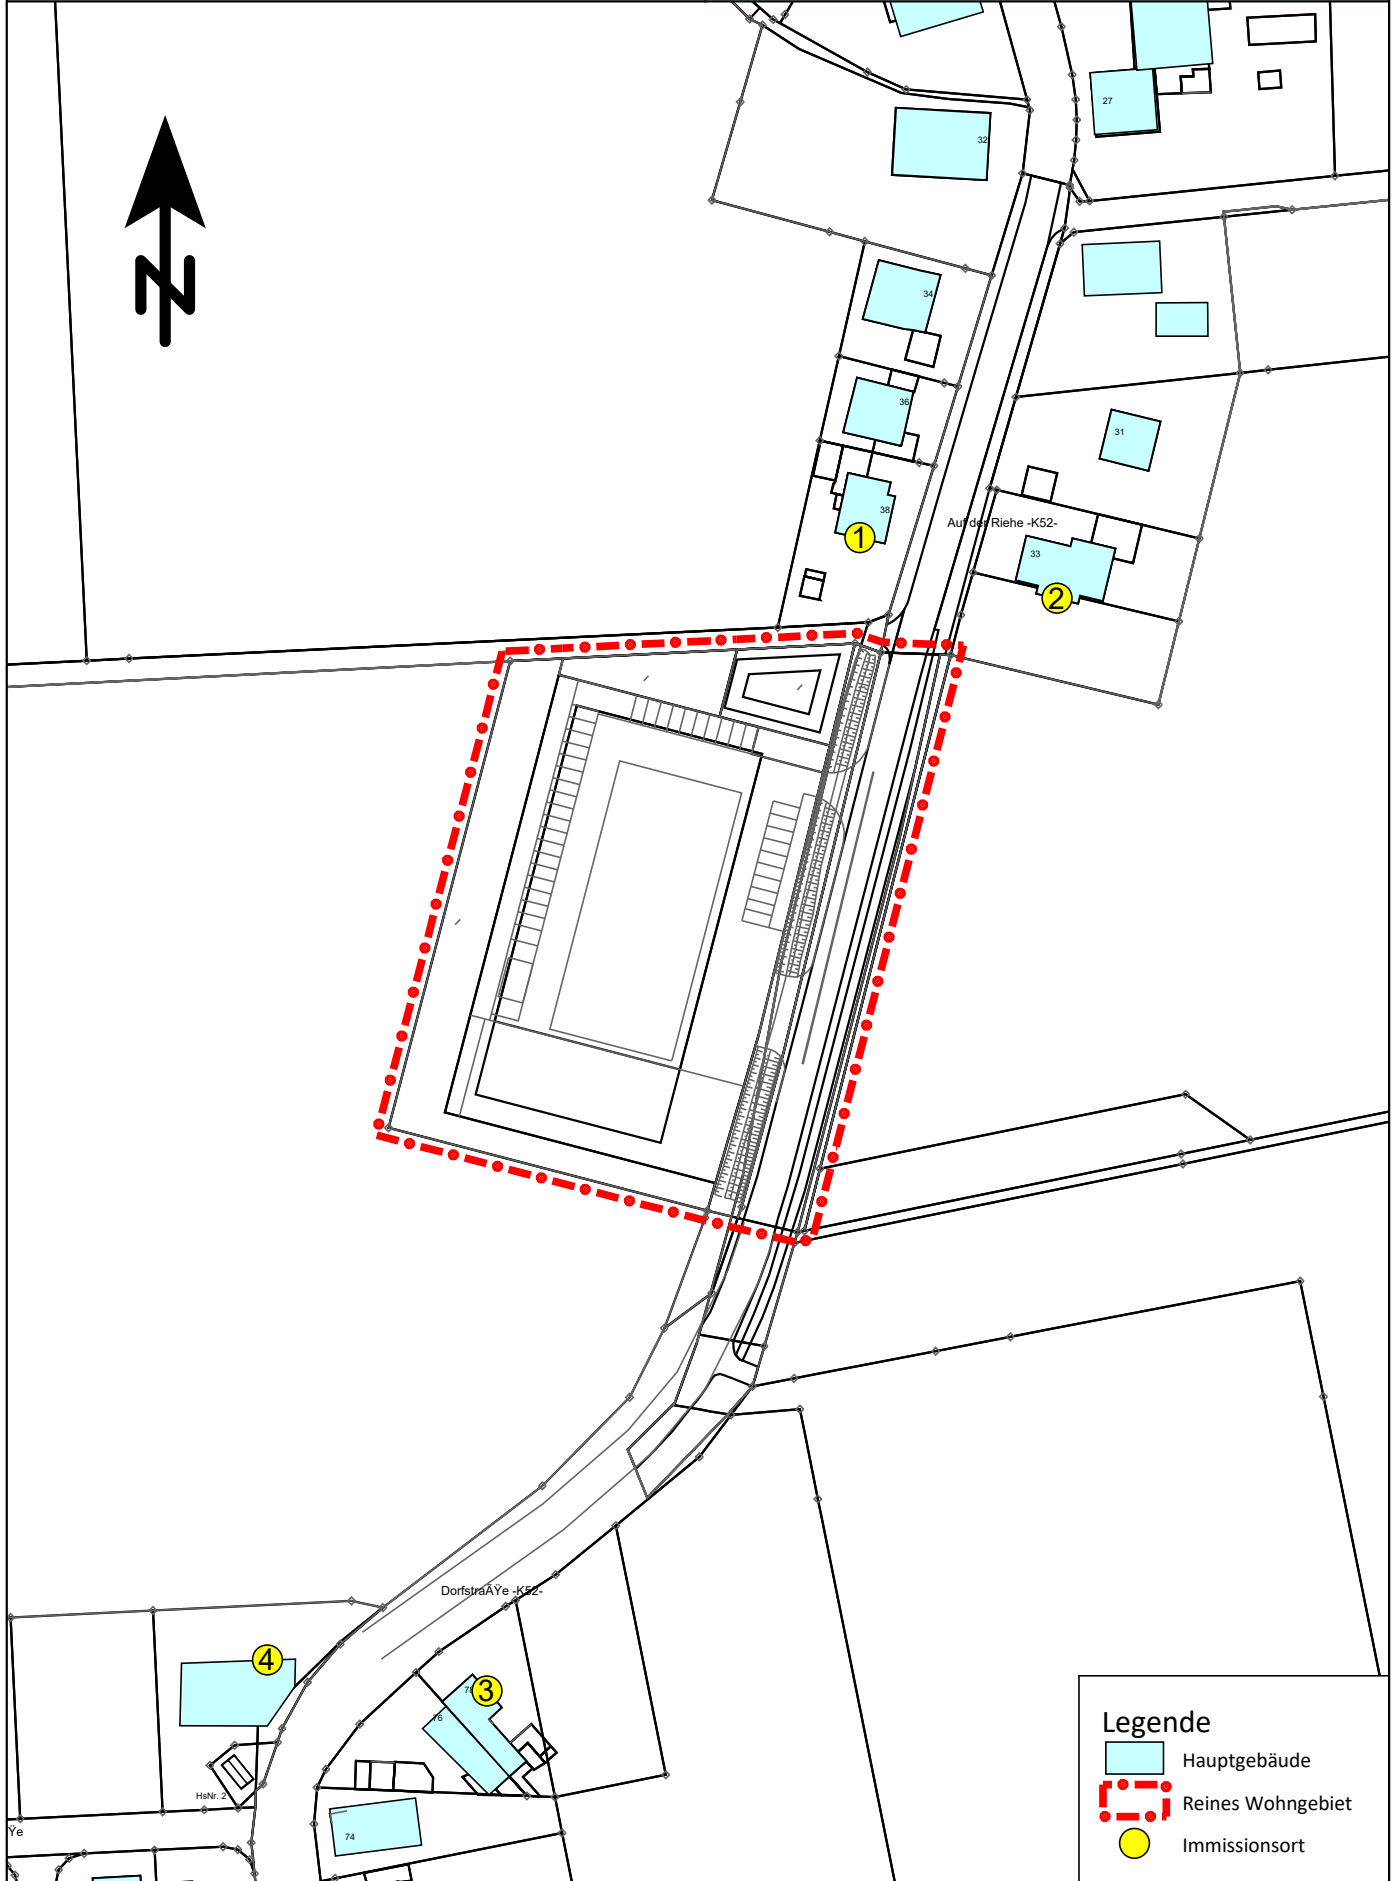 27
32
N
34
36
31
38
1
Auf der Riehe -K52-
33
2
DorfstraÃŸe -K52-
4
78
3
76
HsNr. 2
Ÿe
74
Legende
Hauptgebäude
Reines Wohngebiet
Immissionsort